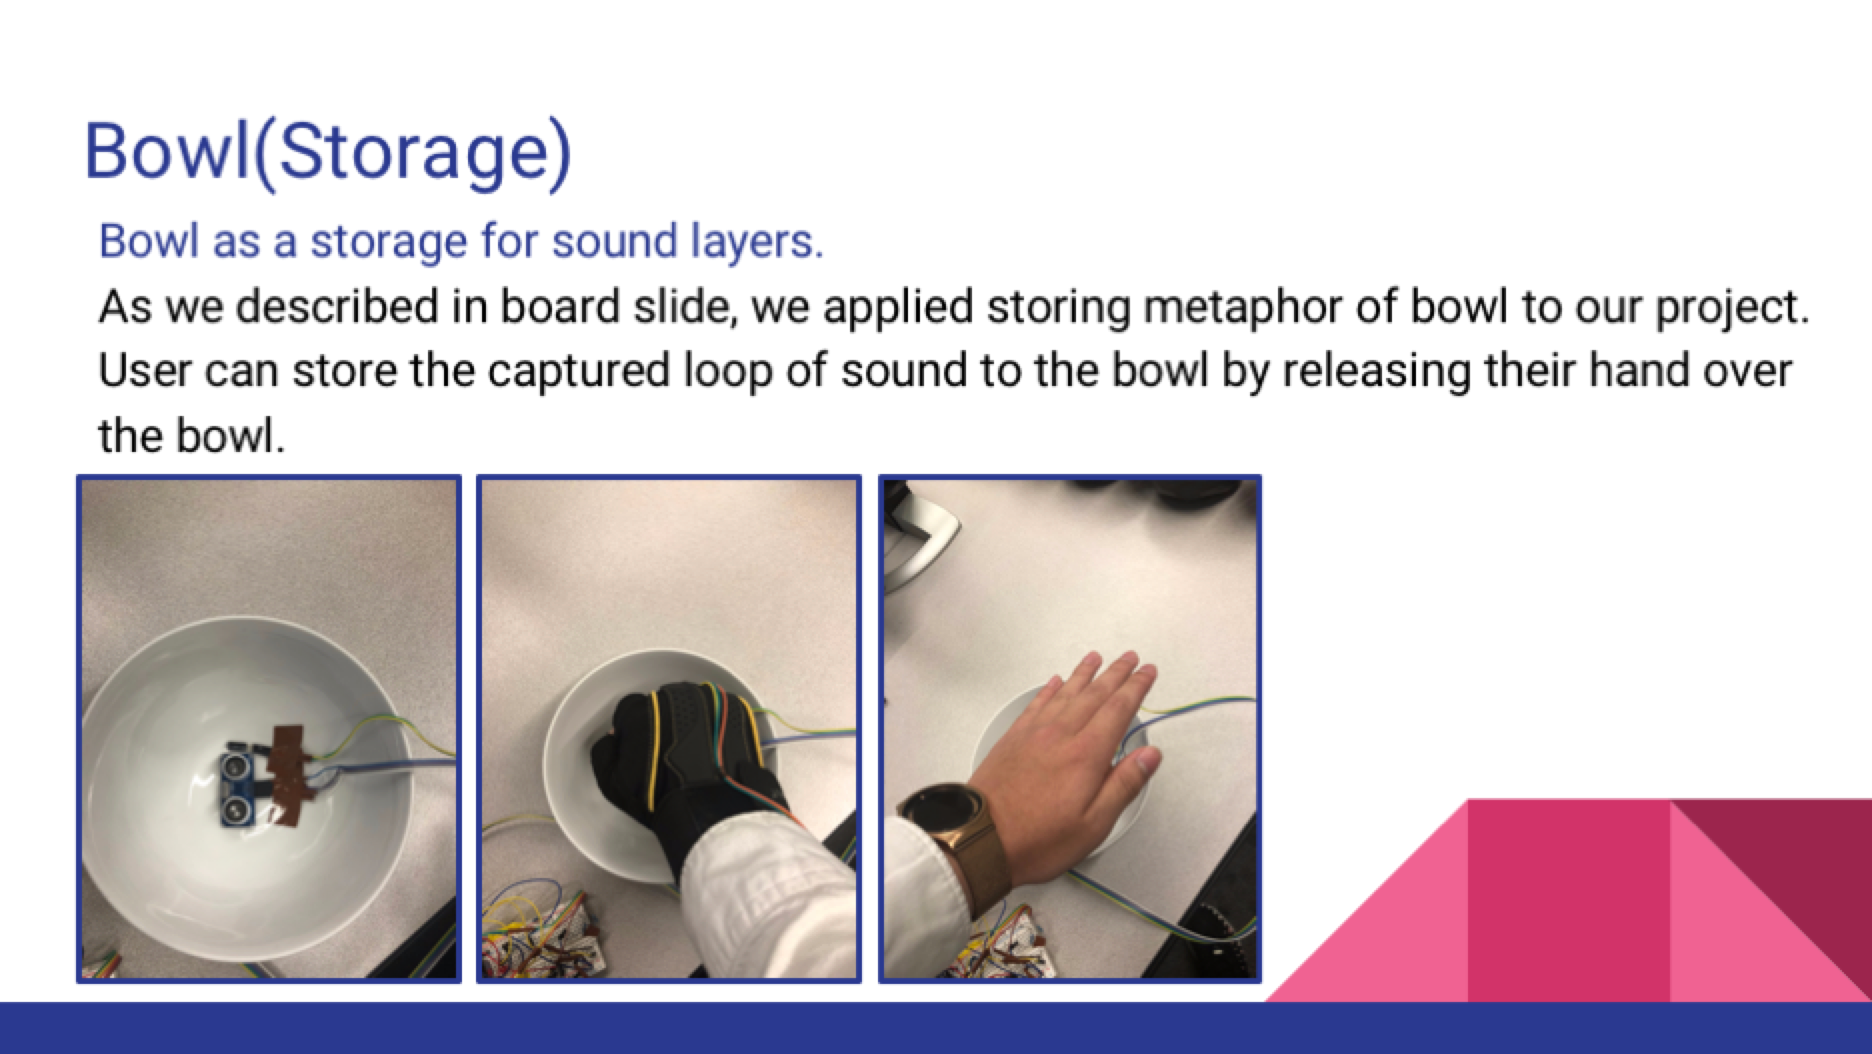 Bowl(Storage)
Bowl as a storage for sound layers.
As we described in board slide, we applied storing metaphor of bowl to our project.
User can store the captured loop of sound to the bowl by releasing their hand over
the bowl.